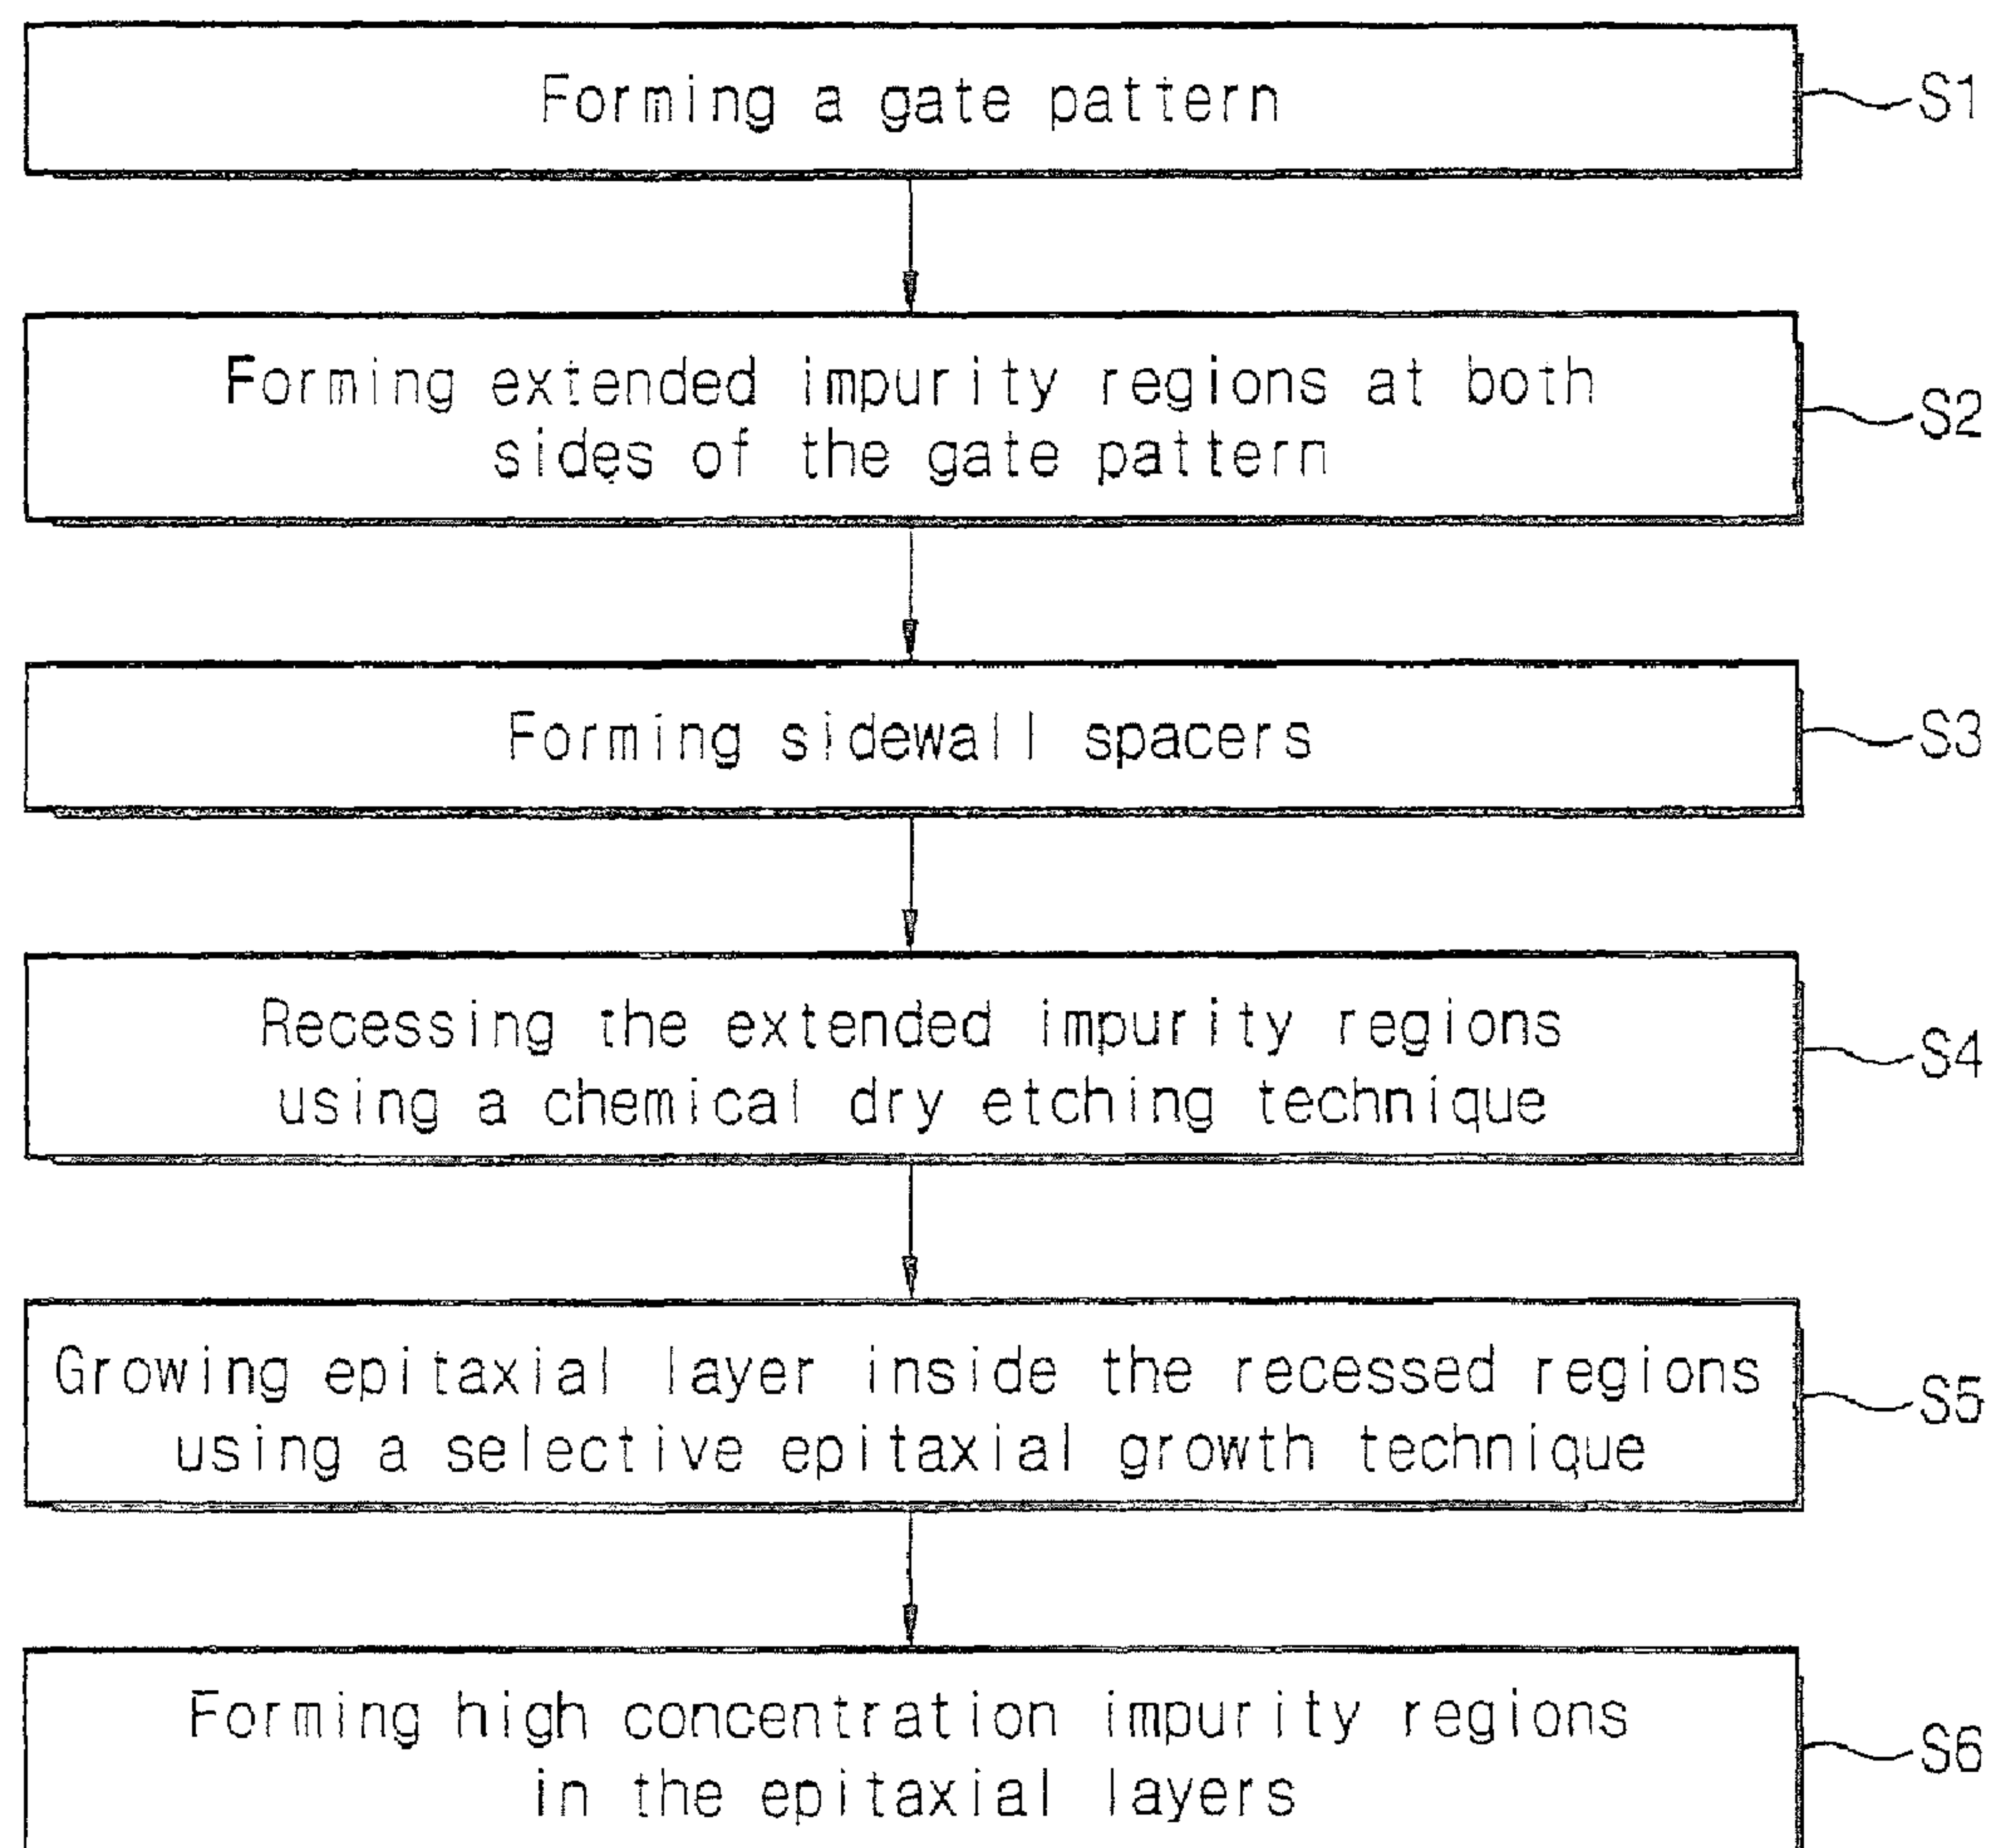 Forming a gate pattern
S1
Forming extended impurity regions at both
sides of the gate pattern
S2
Forming sidewall spacers
S3
Recessing the extended impurity regions
using a chemical dry etching technique
S4
Growing epitaxial layer inside the recessed regions
using a selective epitaxial growth technique
S5
Forming high concentration impurity regions
in the epitaxial layers
S6